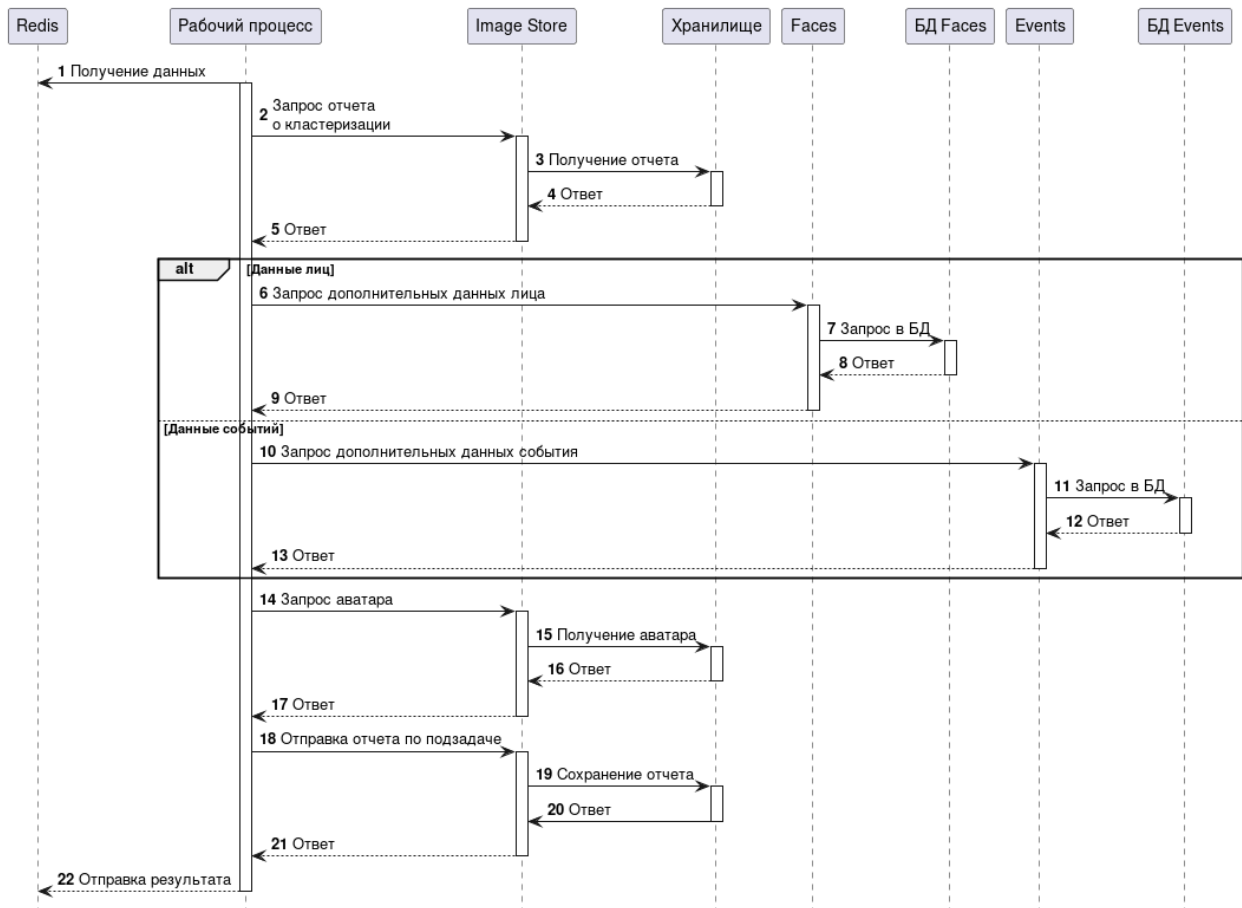 Redis
Рабочий процесс
Image Store
Хранилище
Faces
БД Faces
Events
БД Events
1 Получение данных
2 Запрос отчета
о кластеризации
3 Получение отчета
4 Ответ
5 Ответ
alt [Данные лиц]
6 Запрос дополнительных данных лица
7 Запрос в БД
8 Ответ
9 Ответ
[Данные событий]
10 Запрос дополнительных данных события
11 Запрос в БД
12 Ответ
13 Ответ
14 Запрос аватара
15 Получение аватара
16 Ответ
17 Ответ
18 Отправка отчета по подзадаче
19 Сохранение отчета
20 Ответ
21 Ответ
22 Отправка результата